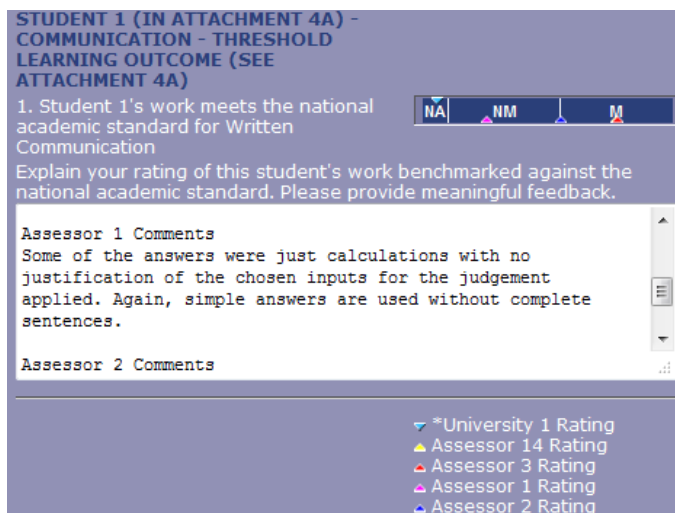 STUDENT 1 (IN ATTACHMENT 4A) -
COMMUNICATION - THRESHOLD
LEARNING OUTCOME (SEE
ATTACHMENT 4A)
1. Student 1's work meets the national
academic standard for Written
Communication
NA NM M
Explain your rating of this student's work benchmarked against the
national academic standard. Please provide meaningful feedback.
Assessor 1 Comments
Some of the answers were just calculations with no
justification of the chosen inputs for the judgement
applied. Again, simple answers are used without complete
sentences.
Assessor 2 Comments
*University 1 Rating
Assessor 14 Rating
Assessor 3 Rating
Assessor 1 Rating
Assessor 2 Rating